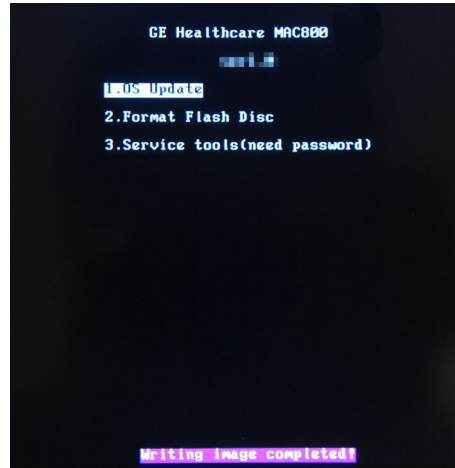 GE Healthcare MAC800
1.OS Update
2.Format Flash Disc
3.Service tools(need password)
Writing image completed!